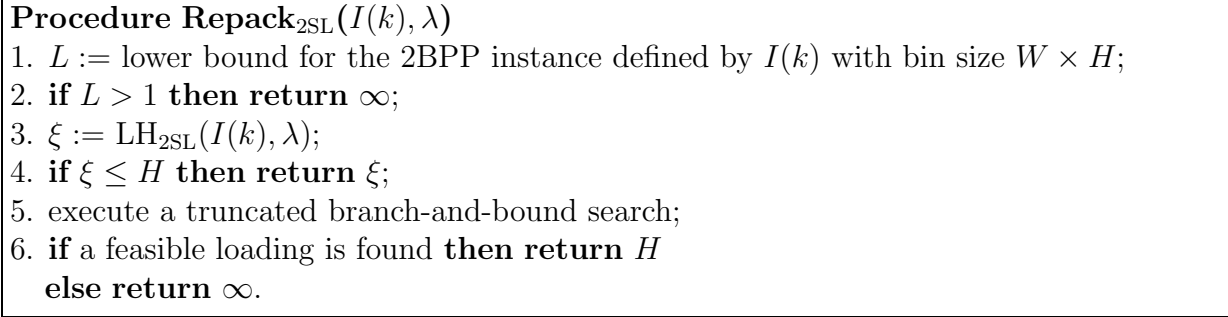 Procedure Repack₂SL(I(k), λ)
1. L := lower bound for the 2BPP instance defined by I(k) with bin size W × H;
2. if L > 1 then return ∞;
3. ξ := LH₂SL(I(k), λ);
4. if ξ ≤ H then return ξ;
5. execute a truncated branch-and-bound search;
6. if a feasible loading is found then return H
else return ∞.